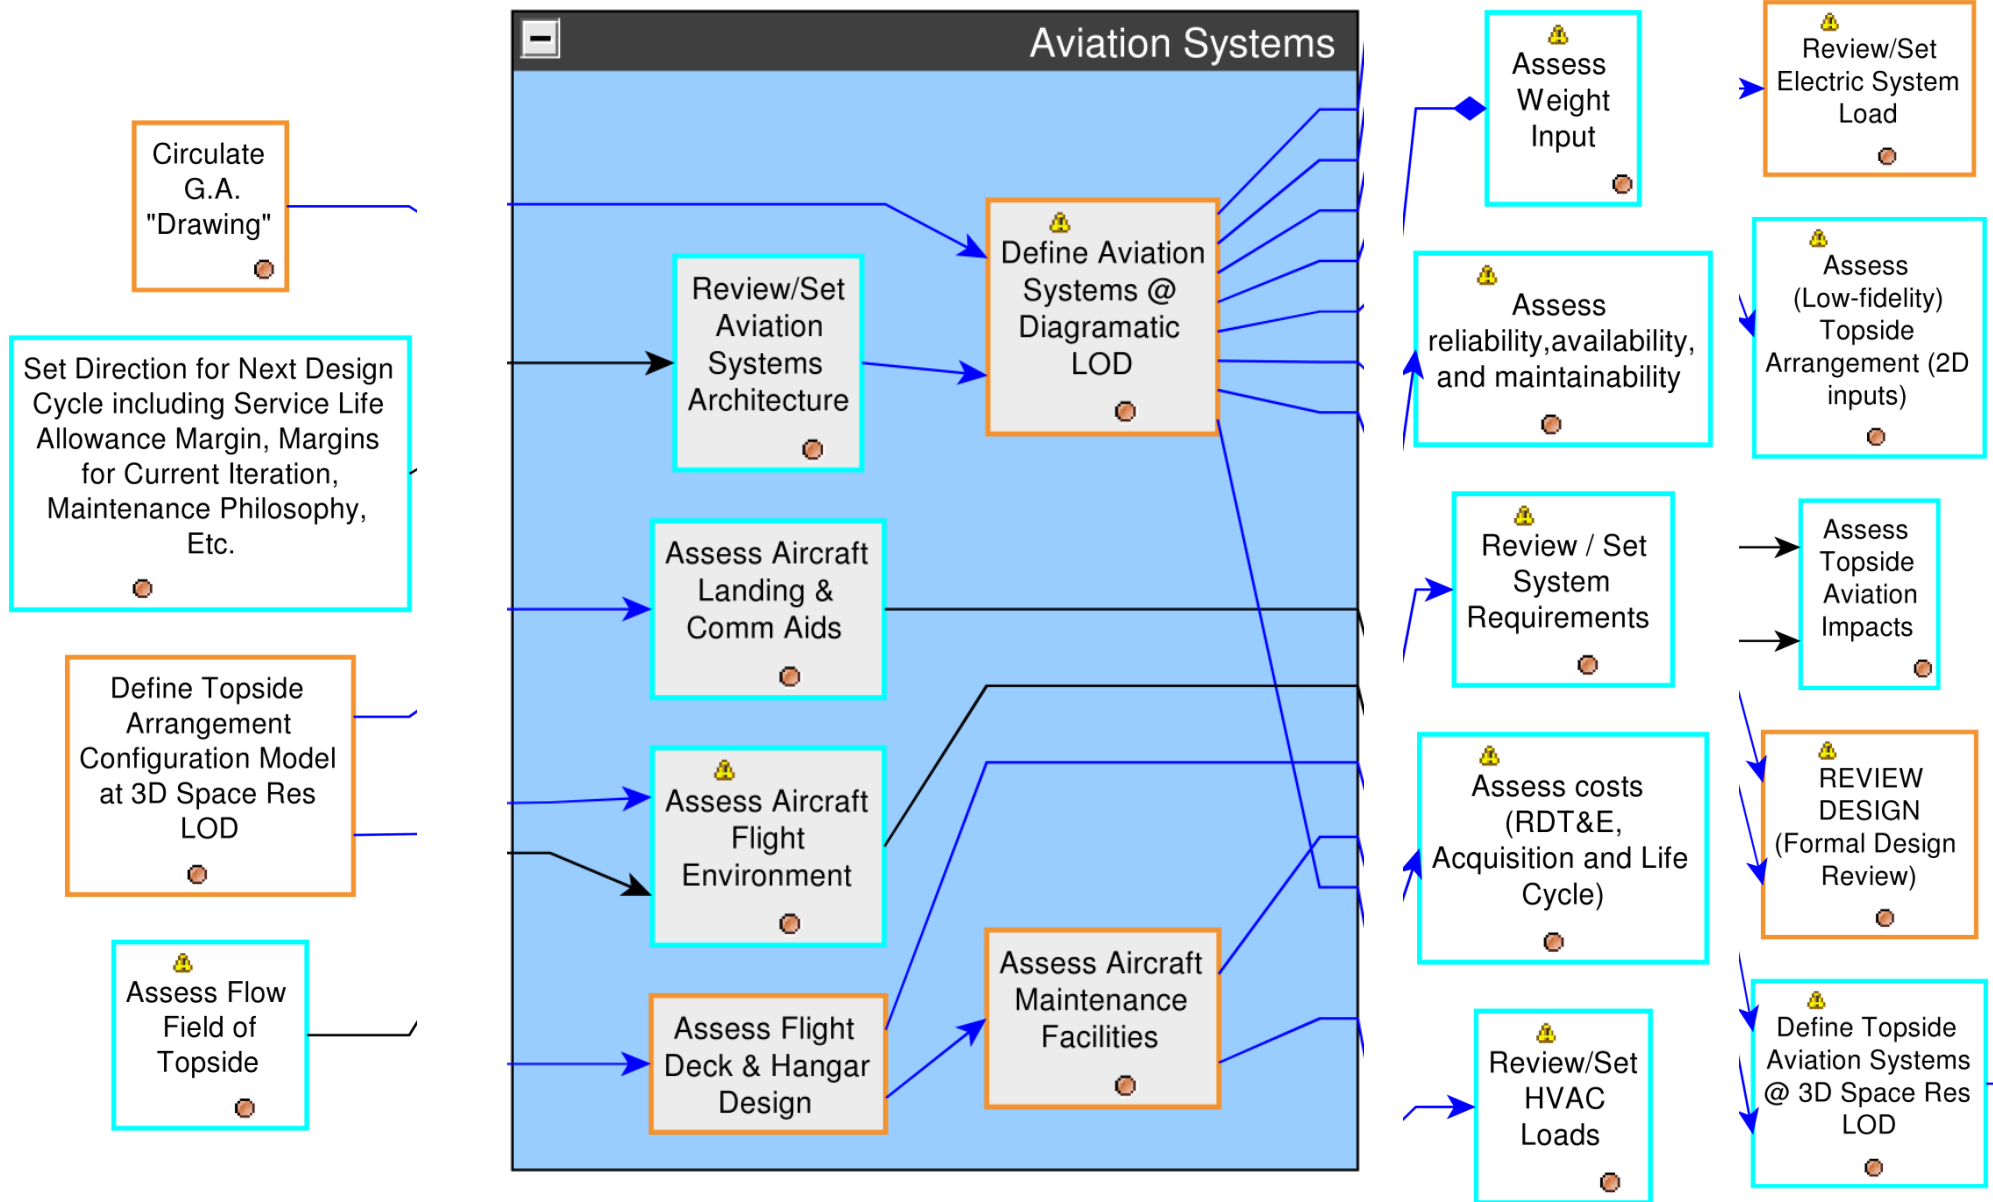 Circulate
G.A.
"Drawing"
Set Direction for Next Design
Cycle including Service Life
Allowance Margin, Margins
for Current Iteration,
Maintenance Philosophy,
Etc.
Define Topside
Arrangement
Configuration Model
at 3D Space Res
LOD
Assess Flow
Field of
Topside
Aviation Systems
Review/Set
Aviation
Systems
Architecture
Define Aviation
Systems @
Diagramatic
LOD
Assess Aircraft
Landing &
Comm Aids
Assess Aircraft
Flight
Environment
Assess Flight
Deck & Hangar
Design
Assess Aircraft
Maintenance
Facilities
Assess
Weight
Input
Assess
reliability,availability,
and maintainability
Review / Set
System
Requirements
Assess costs
(RDT&E,
Acquisition and Life
Cycle)
Review/Set
HVAC
Loads
Review/Set
Electric System
Load
Assess
(Low-fidelity)
Topside
Arrangement (2D
inputs)
Assess
Topside
Aviation
Impacts
REVIEW
DESIGN
(Formal Design
Review)
Define Topside
Aviation Systems
@ 3D Space Res
LOD